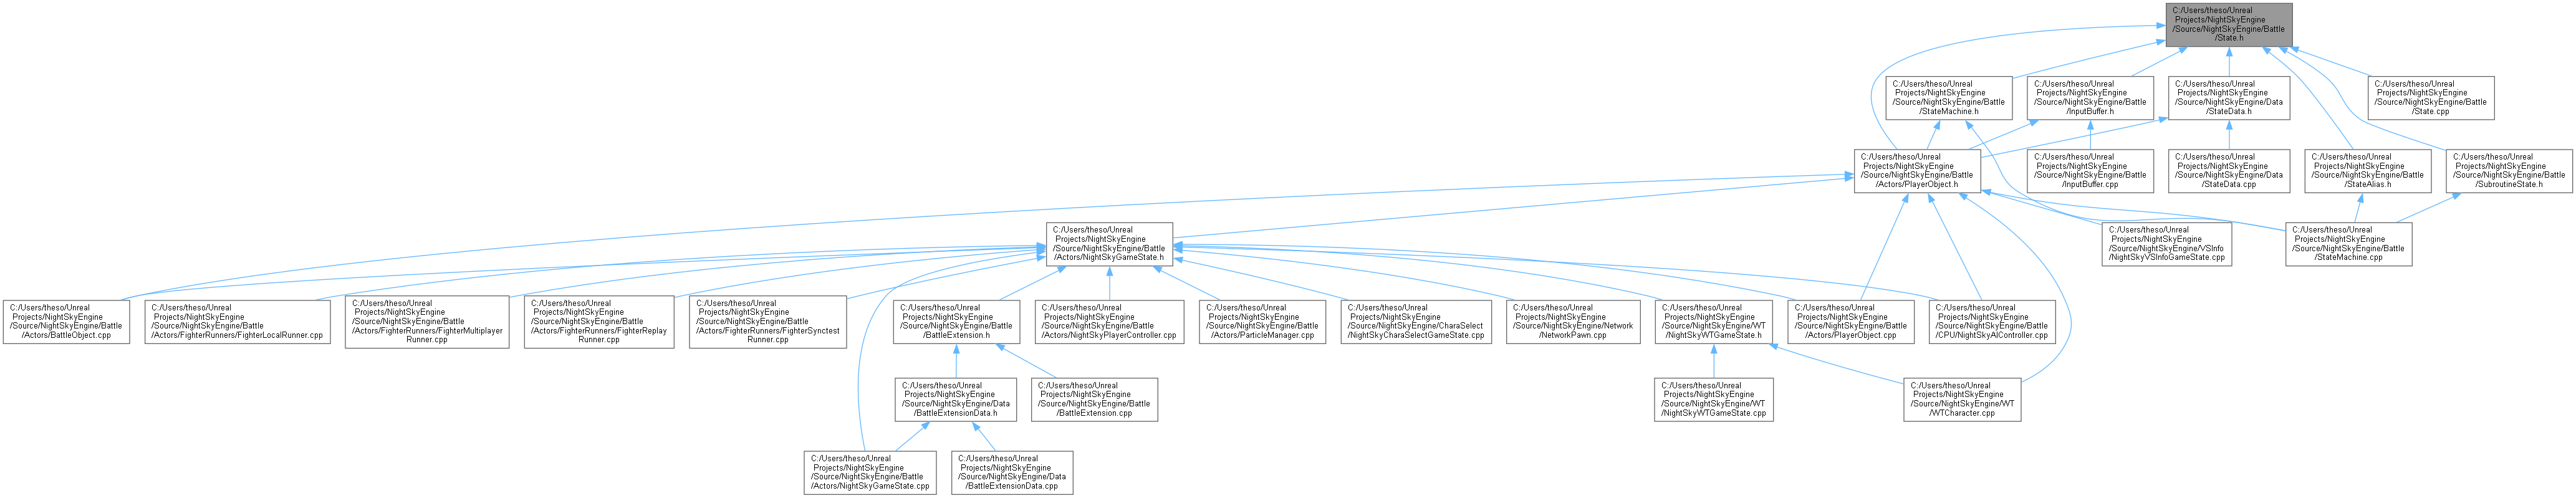 C:/Users/theso/Unreal
Projects/NightSkyEngine
/Source/NightSkyEngine/Battle
/State.h
C:/Users/theso/Unreal
Projects/NightSkyEngine
/Source/NightSkyEngine/Battle
/StateMachine.h
C:/Users/theso/Unreal
Projects/NightSkyEngine
/Source/NightSkyEngine/Battle
/InputBuffer.h
C:/Users/theso/Unreal
Projects/NightSkyEngine
/Source/NightSkyEngine/Data
/StateData.h
C:/Users/theso/Unreal
Projects/NightSkyEngine
/Source/NightSkyEngine/Battle
/State.cpp
C:/Users/theso/Unreal
Projects/NightSkyEngine
/Source/NightSkyEngine/Battle
/Actors/PlayerObject.h
C:/Users/theso/Unreal
Projects/NightSkyEngine
/Source/NightSkyEngine/Battle
/InputBuffer.cpp
C:/Users/theso/Unreal
Projects/NightSkyEngine
/Source/NightSkyEngine/Data
/StateData.cpp
C:/Users/theso/Unreal
Projects/NightSkyEngine
/Source/NightSkyEngine/Battle
/StateAlias.h
C:/Users/theso/Unreal
Projects/NightSkyEngine
/Source/NightSkyEngine/Battle
/SubroutineState.h
C:/Users/theso/Unreal
Projects/NightSkyEngine
/Source/NightSkyEngine/Battle
/Actors/NightSkyGameState.h
C:/Users/theso/Unreal
Projects/NightSkyEngine
/Source/NightSkyEngine/VSInfo
/NightSkyVSInfoGameState.cpp
C:/Users/theso/Unreal
Projects/NightSkyEngine
/Source/NightSkyEngine/Battle
/StateMachine.cpp
C:/Users/theso/Unreal
Projects/NightSkyEngine
/Source/NightSkyEngine/Battle
/Actors/BattleObject.cpp
C:/Users/theso/Unreal
Projects/NightSkyEngine
/Source/NightSkyEngine/Battle
/Actors/FighterRunners/FighterLocalRunner.cpp
C:/Users/theso/Unreal
Projects/NightSkyEngine
/Source/NightSkyEngine/Battle
/Actors/FighterRunners/FighterMultiplayer
Runner.cpp
C:/Users/theso/Unreal
Projects/NightSkyEngine
/Source/NightSkyEngine/Battle
/Actors/FighterRunners/FighterReplay
Runner.cpp
C:/Users/theso/Unreal
Projects/NightSkyEngine
/Source/NightSkyEngine/Battle
/Actors/FighterRunners/FighterSynctest
Runner.cpp
C:/Users/theso/Unreal
Projects/NightSkyEngine
/Source/NightSkyEngine/Battle
/BattleExtension.h
C:/Users/theso/Unreal
Projects/NightSkyEngine
/Source/NightSkyEngine/Battle
/Actors/NightSkyPlayerController.cpp
C:/Users/theso/Unreal
Projects/NightSkyEngine
/Source/NightSkyEngine/Battle
/Actors/ParticleManager.cpp
C:/Users/theso/Unreal
Projects/NightSkyEngine
/Source/NightSkyEngine/CharaSelect
/NightSkyCharaSelectGameState.cpp
C:/Users/theso/Unreal
Projects/NightSkyEngine
/Source/NightSkyEngine/Network
/NetworkPawn.cpp
C:/Users/theso/Unreal
Projects/NightSkyEngine
/Source/NightSkyEngine/WT
/NightSkyWTGameState.h
C:/Users/theso/Unreal
Projects/NightSkyEngine
/Source/NightSkyEngine/Battle
/Actors/PlayerObject.cpp
C:/Users/theso/Unreal
Projects/NightSkyEngine
/Source/NightSkyEngine/Battle
/CPU/NightSkyAIController.cpp
C:/Users/theso/Unreal
Projects/NightSkyEngine
/Source/NightSkyEngine/Data
/BattleExtensionData.h
C:/Users/theso/Unreal
Projects/NightSkyEngine
/Source/NightSkyEngine/Battle
/BattleExtension.cpp
C:/Users/theso/Unreal
Projects/NightSkyEngine
/Source/NightSkyEngine/WT
/NightSkyWTGameState.cpp
C:/Users/theso/Unreal
Projects/NightSkyEngine
/Source/NightSkyEngine/WT
/WTCharacter.cpp
C:/Users/theso/Unreal
Projects/NightSkyEngine
/Source/NightSkyEngine/Battle
/Actors/NightSkyGameState.cpp
C:/Users/theso/Unreal
Projects/NightSkyEngine
/Source/NightSkyEngine/Data
/BattleExtensionData.cpp